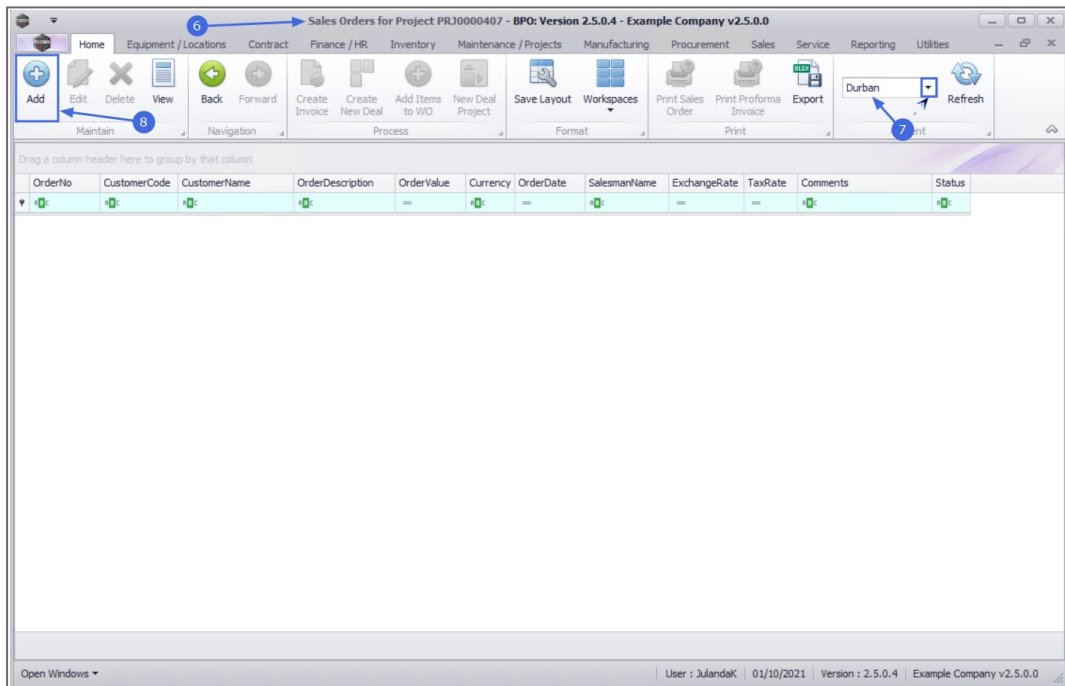 6
Sales Orders for Project PRJ0000407 - BPO: Version 2.5.0.4 - Example Company v2.5.0.0
Home Equipment / Locations Contract Finance / HR Inventory Maintenance / Projects Manufacturing Procurement Sales Service Reporting Utilities
Add Edit Delete View Back Forward Create Invoice Create New Deal Add Items to WO New Deal Project Save Layout Workspaces Print Sales Order Print Proforma Invoice Export Durban Refresh
8 7
Maintain Navigation Process Format Print
Drag a column header here to group by that column
OrderNo CustomerCode CustomerName OrderDescription OrderValue Currency OrderDate SalesmanName ExchangeRate TaxRate Comments Status
Open Windows User : JulandaK 01/10/2021 Version : 2.5.0.4 Example Company v2.5.0.0